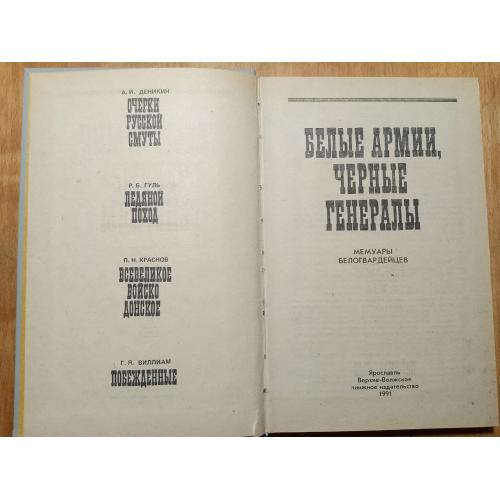 А. И. ДЕНИКИН
ОЧЕРКИ
РУССКОЙ
СМУТЫ
Р. Б. ГУЛЬ
ЛЕДЯНОЙ
ПОХОД
П. Н. КРАСНОВ
ВСЕВЕЛИКОЕ
ВОЙСКО
ДОНСКОЕ
Г. Я. ВИЛЛИАМ
ПОБЕЖДЕННЫЕ
БЕЛЫЕ АРМИИ,
ЧЕРНЫЕ
ГЕНЕРАЛЫ
МЕМУАРЫ
БЕЛОГВАРДЕЙЦЕВ
Ярославль
Верхне-Волжское
книжное издательство
1991